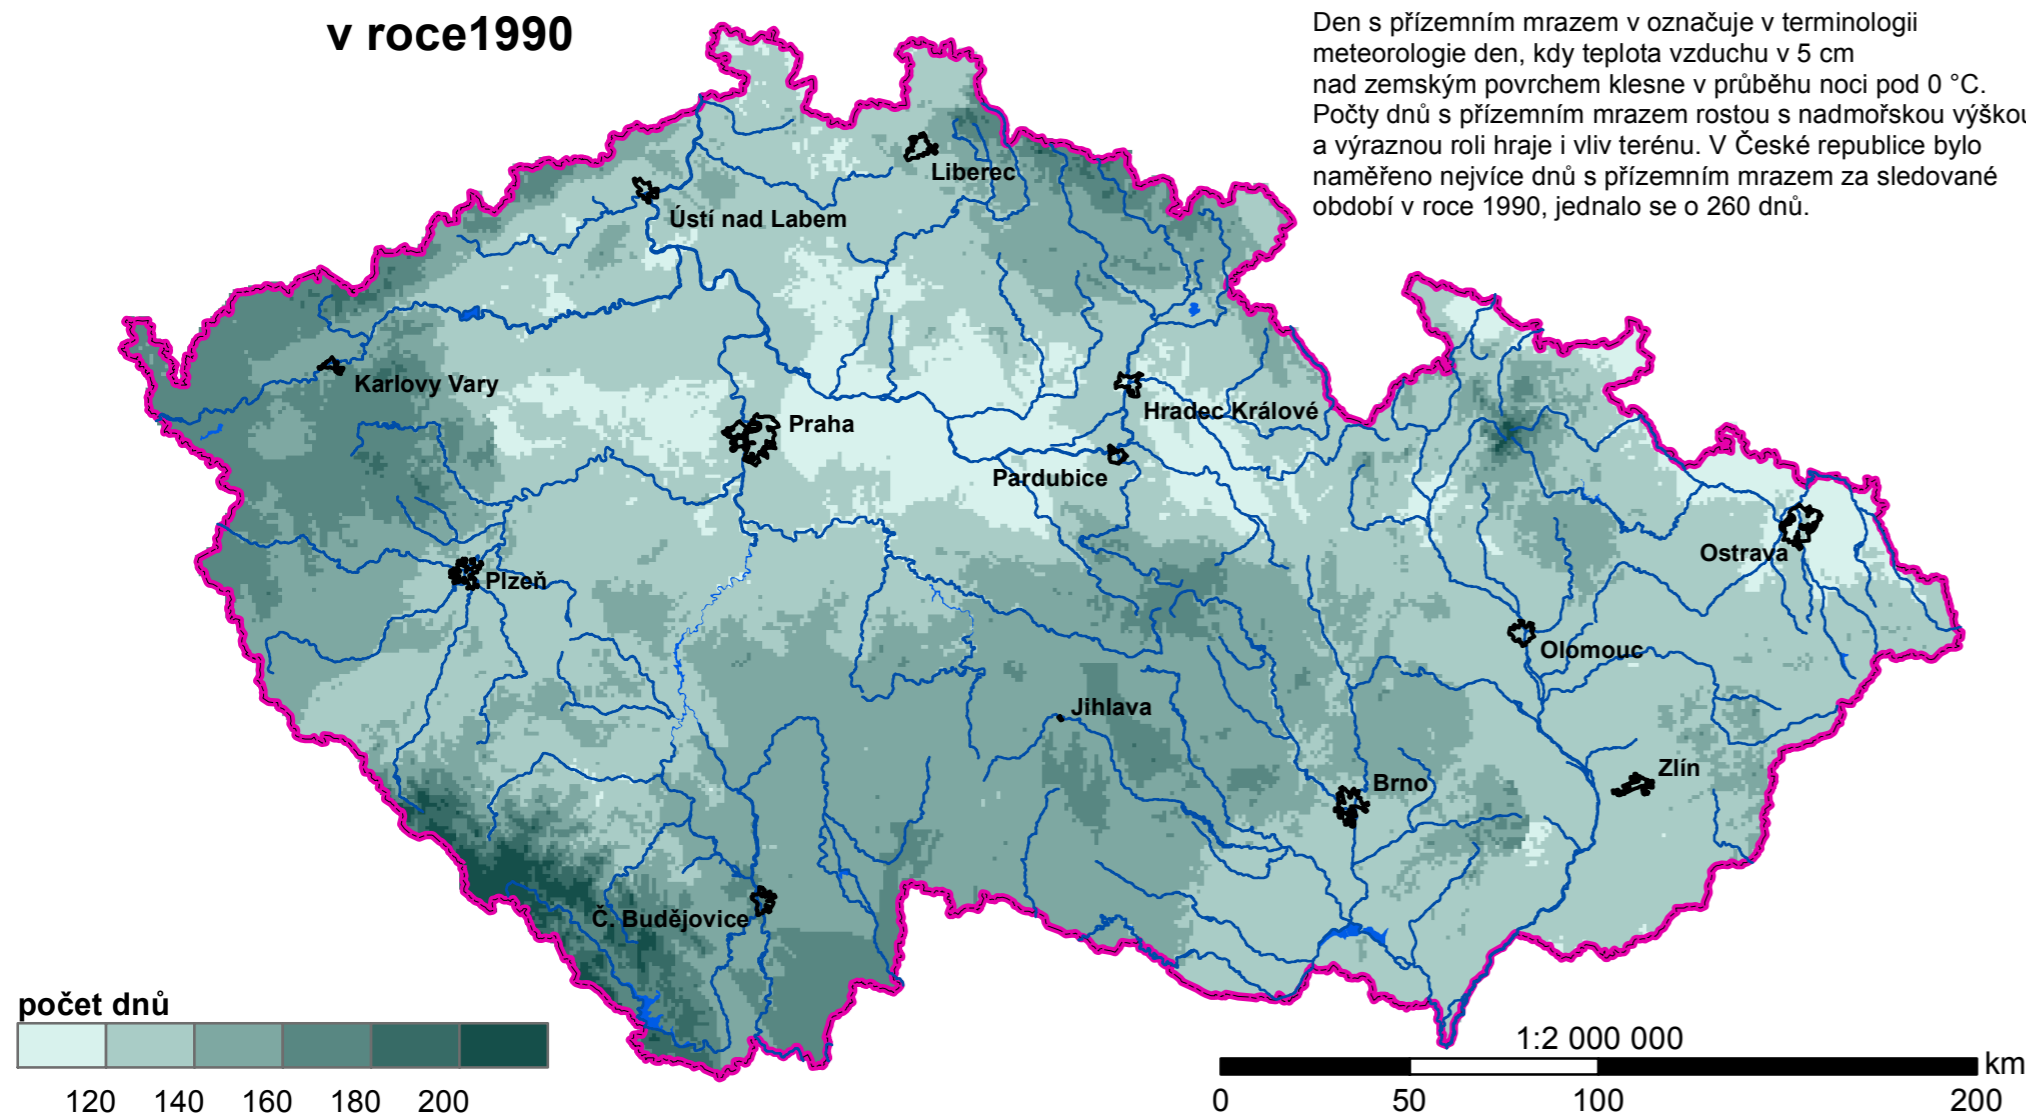 v roce1990
Den s přízemním mrazem v označuje v terminologii
meteorologie den, kdy teplota vzduchu v 5 cm
nad zemským povrchem klesne v průběhu noci pod 0 °C.
Počty dnů s přízemním mrazem rostou s nadmořskou výškou
a výraznou roli hraje i vliv terénu. V České republice bylo
naměřeno nejvíce dnů s přízemním mrazem za sledované
období v roce 1990, jednalo se o 260 dnů.
Liberec
Ústí nad Labem
Karlovy Vary
Hradec Králové
Praha
Pardubice
Ostrava
Plzeň
Olomouc
Jihlava
Zlín
Brno
Č. Budějovice
počet dnů
120 140 160 180 200
1:2 000 000
km
0 50 100 200